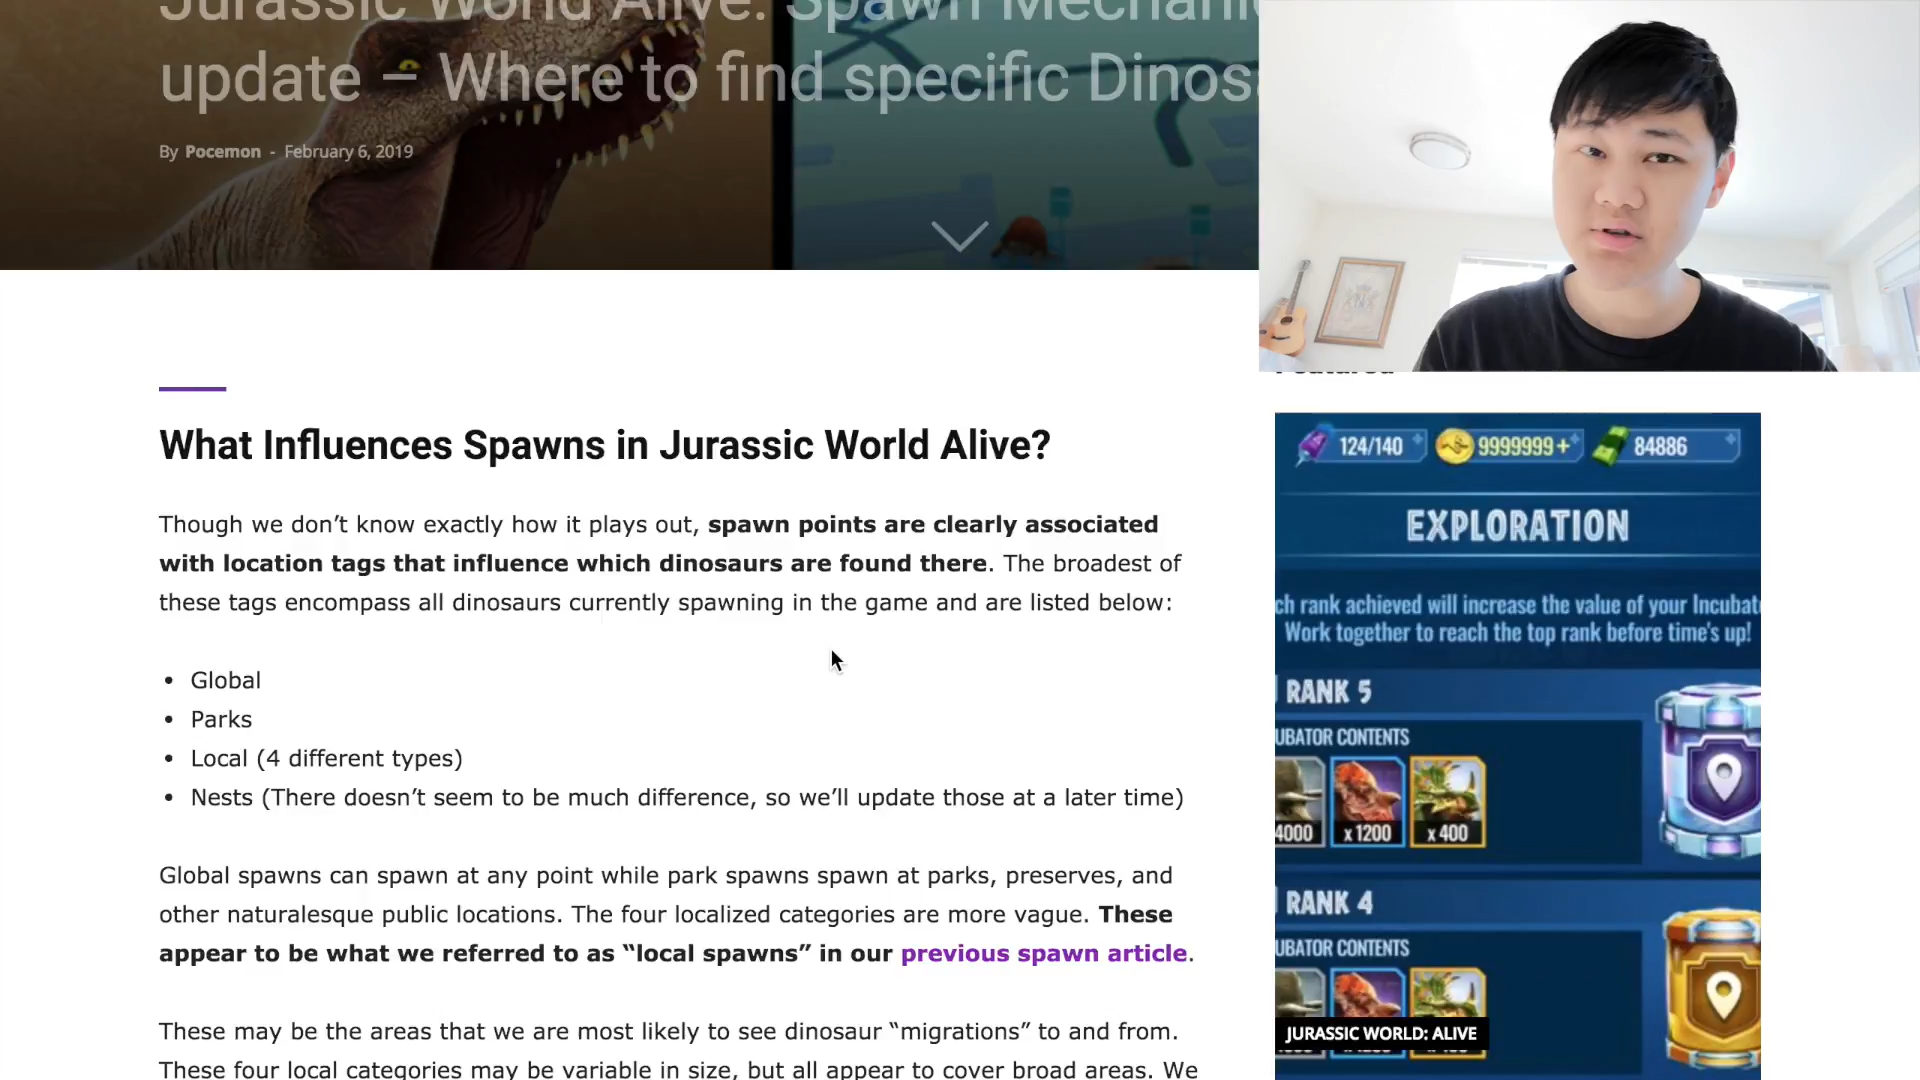 Jurassic World Alive: Spawn Mechani
update – Where to find specific Dinos
By Pocemon - February 6, 2019
What Influences Spawns in Jurassic World Alive?
Though we don’t know exactly how it plays out, spawn points are clearly associated
with location tags that influence which dinosaurs are found there. The broadest of
these tags encompass all dinosaurs currently spawning in the game and are listed below:
• Global
• Parks
• Local (4 different types)
• Nests (There doesn’t seem to be much difference, so we’ll update those at a later time)
Global spawns can spawn at any point while park spawns spawn at parks, preserves, and
other naturalesque public locations. The four localized categories are more vague. These
appear to be what we referred to as “local spawns” in our previous spawn article.
These may be the areas that we are most likely to see dinosaur “migrations” to and from.
These four local categories may be variable in size, but all appear to cover broad areas. We
124/140 9999999+ 84886
EXPLORATION
ch rank achieved will increase the value of your Incubat
Work together to reach the top rank before time's up!
RANK 5
UBATOR CONTENTS
4000 x1200 x400
RANK 4
UBATOR CONTENTS
JURASSIC WORLD: ALIVE